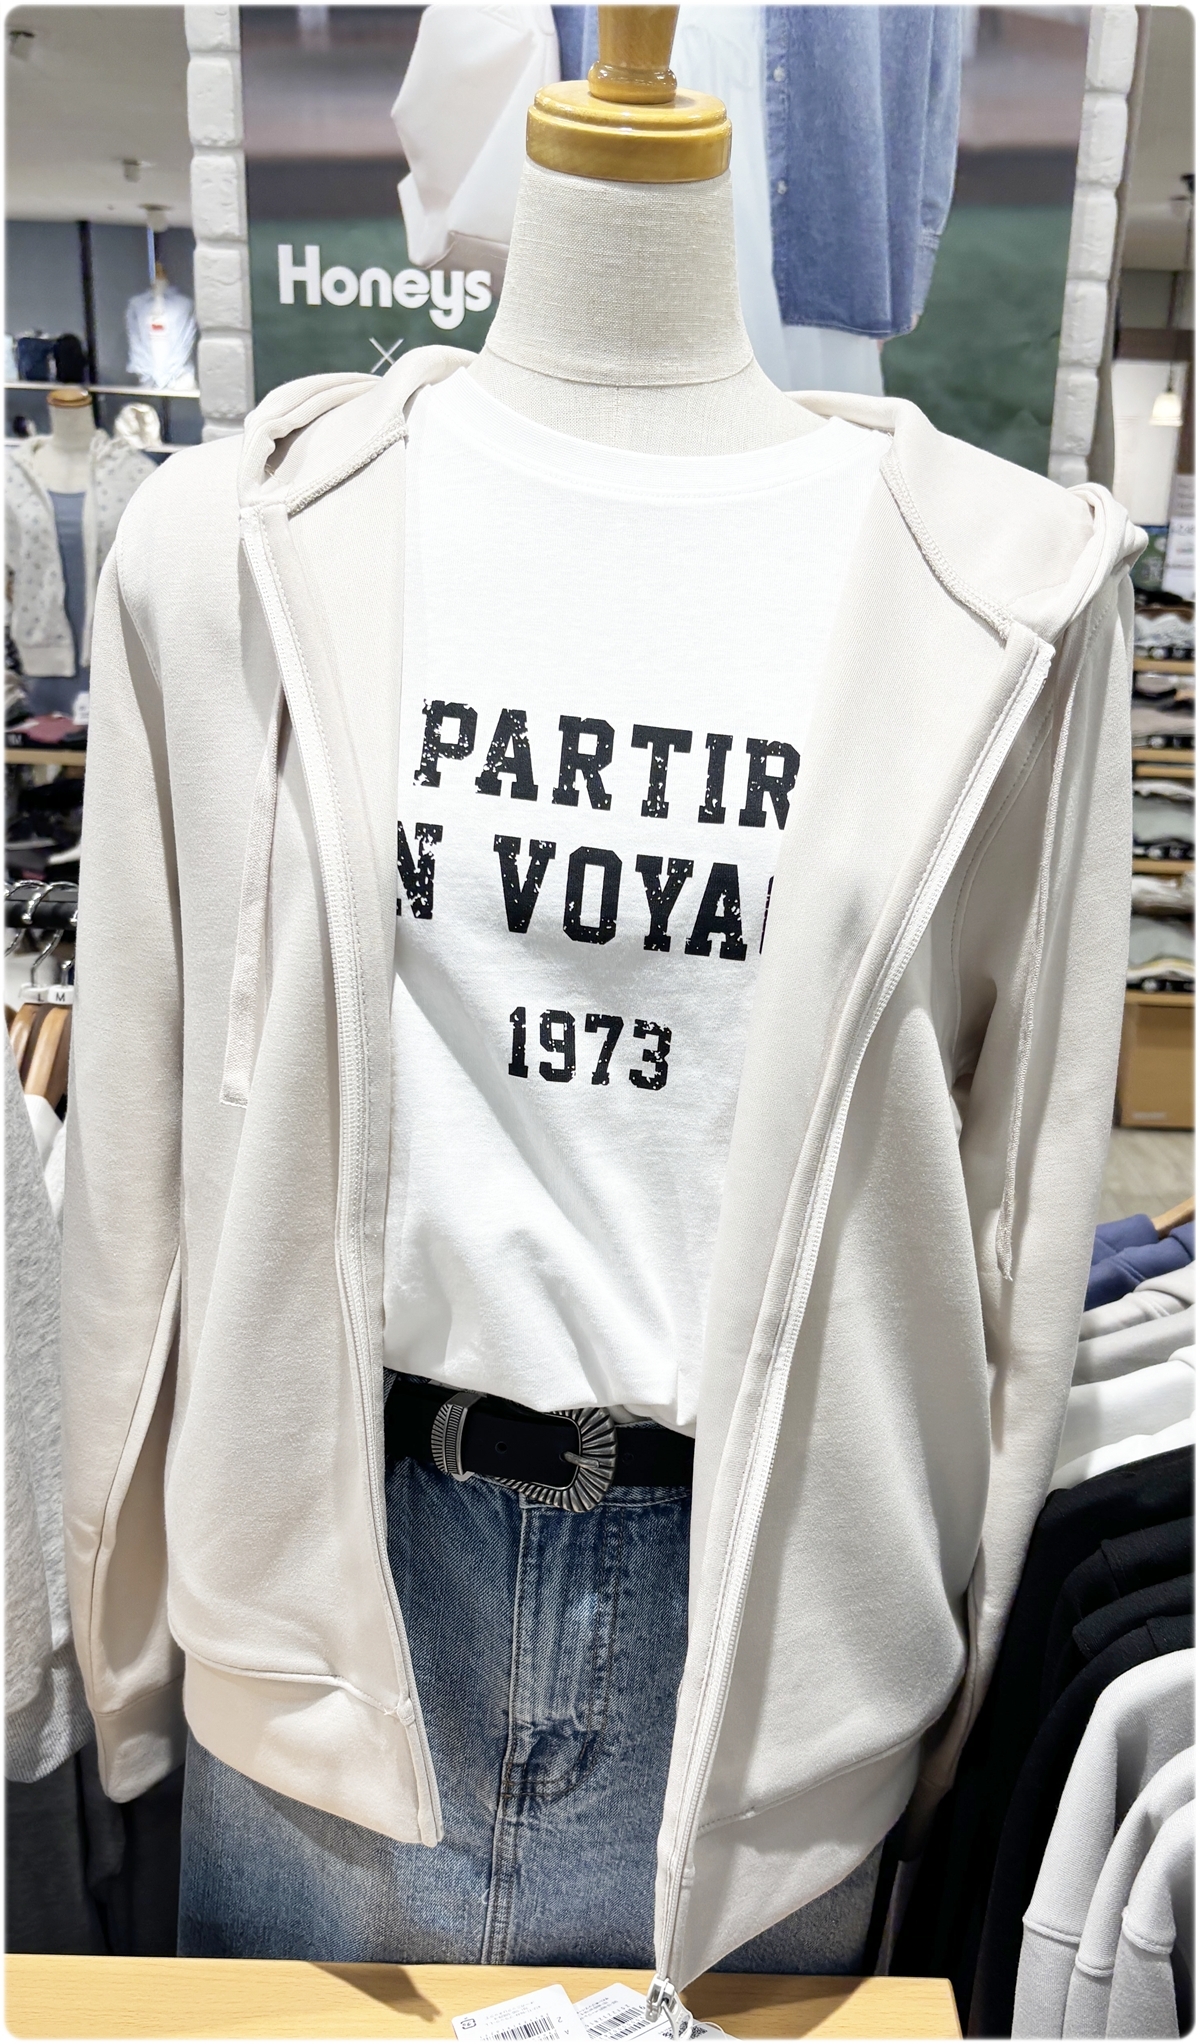 Honeys
×
PARTIR
N VOYA
1973
L M